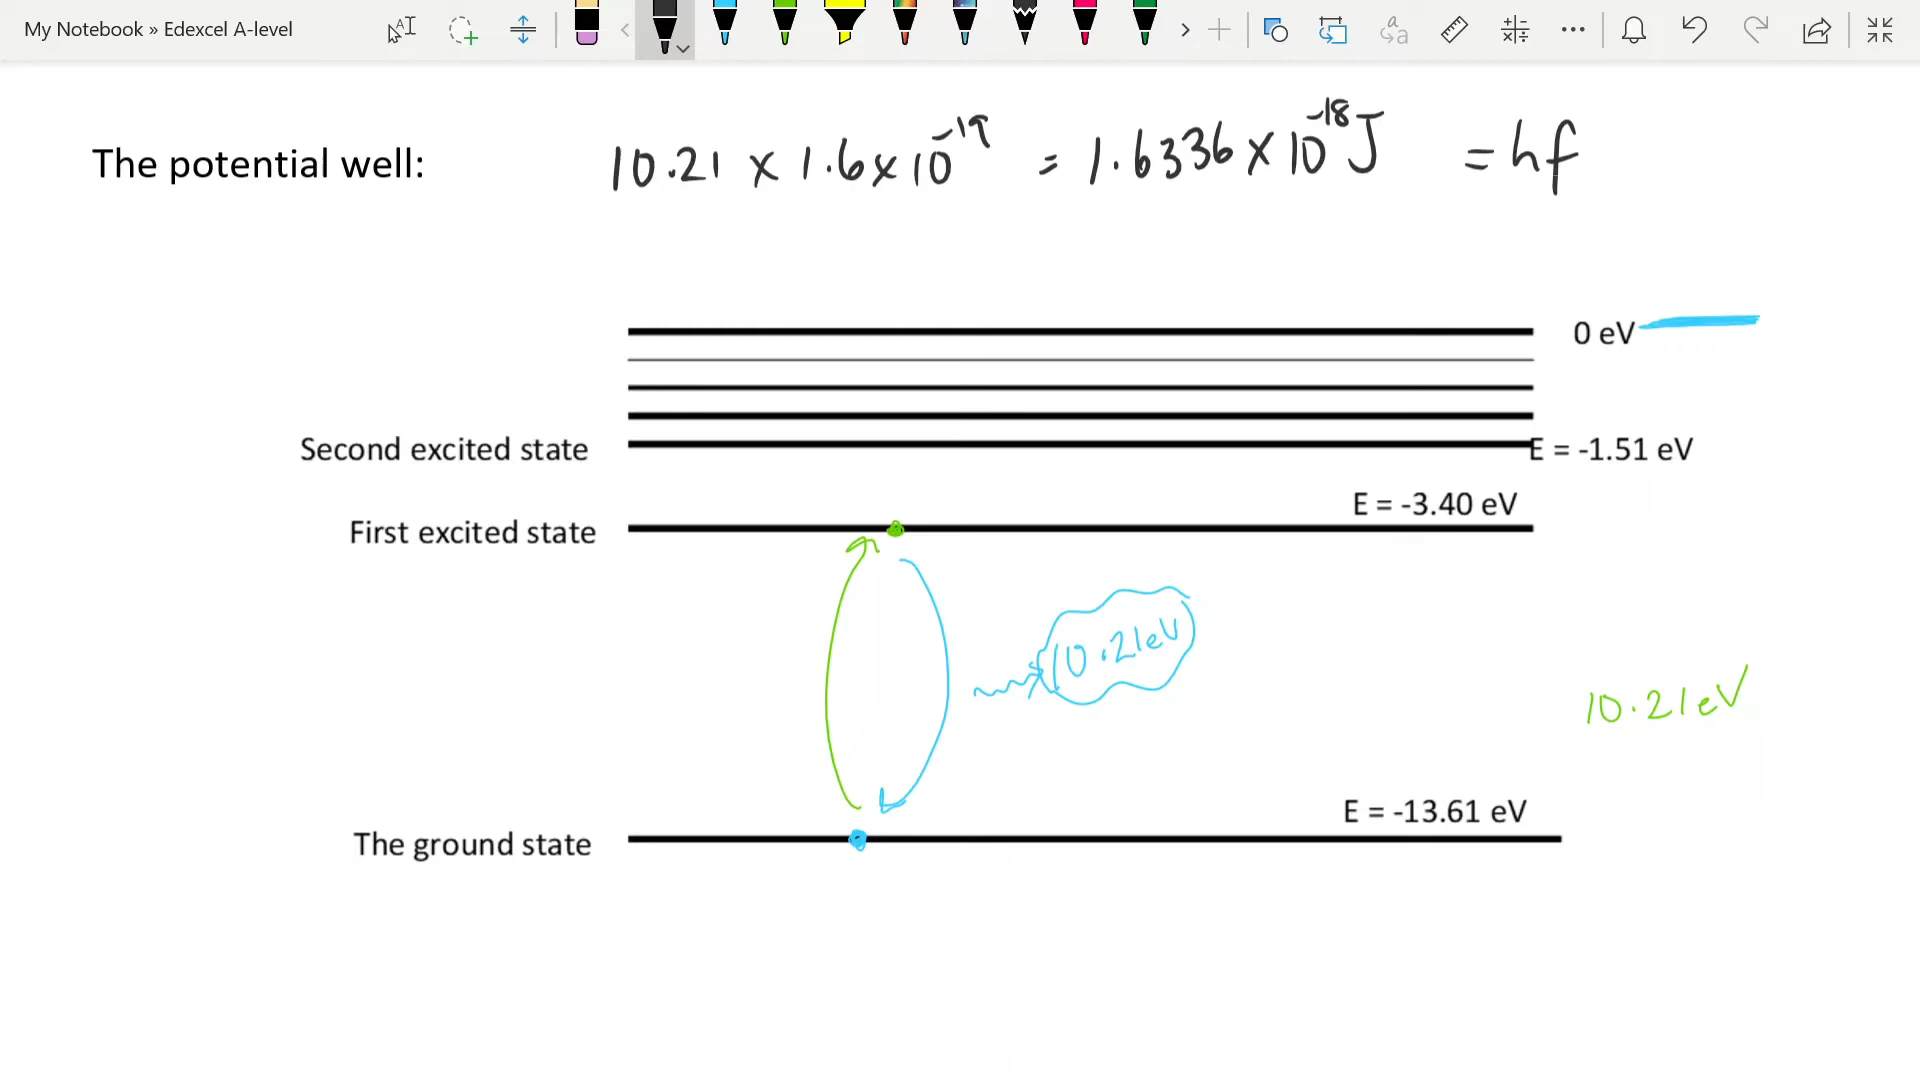 My Notebook » Edexcel A-level
The potential well:
10.21 x 1.6 x 10^-19 = 1.6336 x 10^-18 J = hf
0 eV
Second excited state
E = -1.51 eV
E = -3.40 eV
First excited state
10.21eV
10.21eV
E = -13.61 eV
The ground state